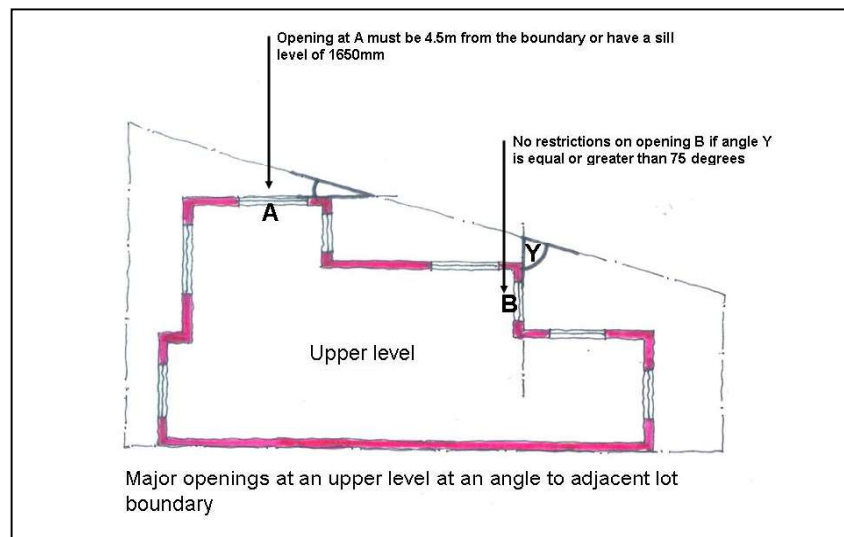 Opening at A must be 4.5m from the boundary or have a sill
level of 1650mm
No restrictions on opening B if angle Y
is equal or greater than 75 degrees
A
Y
B
Upper level
Major openings at an upper level at an angle to adjacent lot
boundary